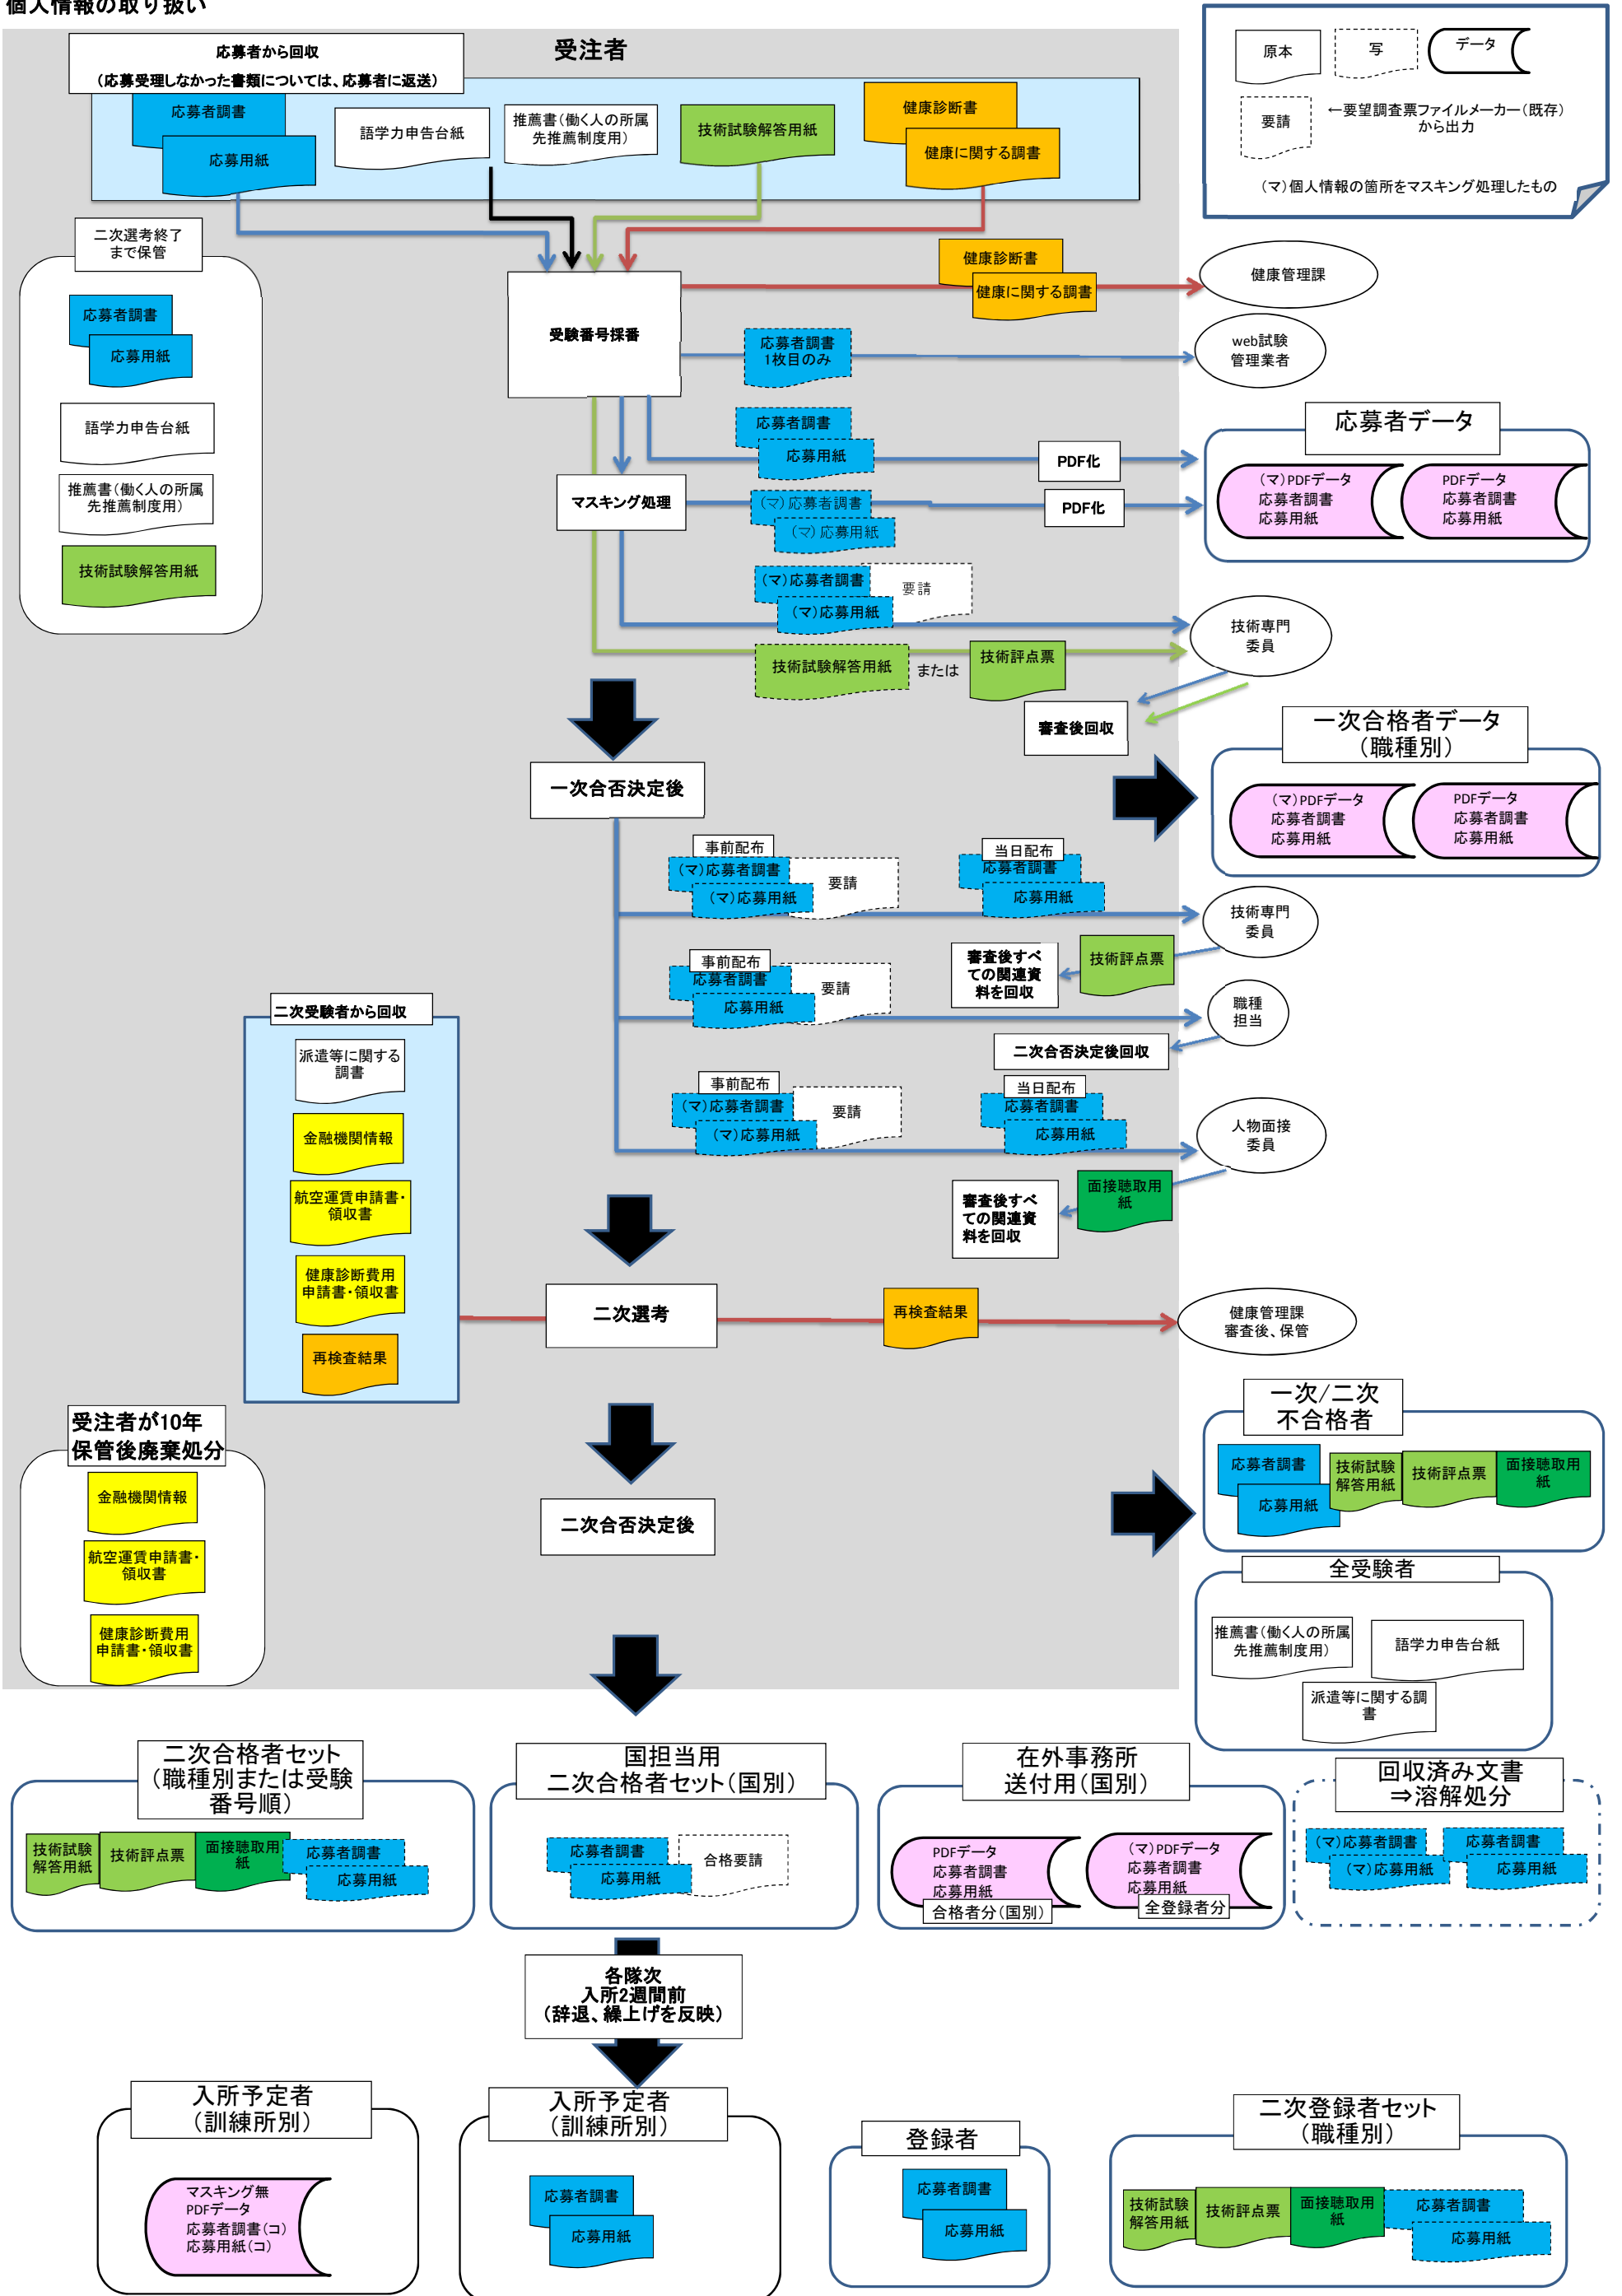 個人情報の取り扱い
受注者
応募者から回収
（応募受理しなかった書類については、応募者に返送）
応募者調書
応募用紙
語学力申告台紙
推薦書（働く人の所属
先推薦制度用）
技術試験解答用紙
健康診断書
健康に関する調書
原本
写
データ
要請
←要望調査票ファイルメーカー（既存）
から出力
（マ）個人情報の箇所をマスキング処理したもの
二次選考終了
まで保管
応募者調書
応募用紙
語学力申告台紙
推薦書（働く人の所属
先推薦制度用）
技術試験解答用紙
受験番号採番
健康診断書
健康に関する調書
健康管理課
応募者調書
1枚目のみ
web試験
管理業者
応募者調書
応募用紙
PDF化
マスキング処理
（マ）応募者調書
（マ）応募用紙
PDF化
応募者データ
（マ）PDFデータ
応募者調書
応募用紙
PDFデータ
応募者調書
応募用紙
（マ）応募者調書
（マ）応募用紙
要請
技術専門
委員
技術試験解答用紙
または
技術評点票
審査後回収
一次合否決定後
一次合格者データ
（職種別）
（マ）PDFデータ
応募者調書
応募用紙
PDFデータ
応募者調書
応募用紙
事前配布
（マ）応募者調書
（マ）応募用紙
要請
当日配布
応募者調書
応募用紙
技術専門
委員
審査後すべ
ての関連資
料を回収
技術評点票
事前配布
応募者調書
応募用紙
要請
職種
担当
二次合否決定後回収
事前配布
（マ）応募者調書
（マ）応募用紙
要請
当日配布
応募者調書
応募用紙
人物面接
委員
審査後すべ
ての関連資
料を回収
面接聴取用
紙
二次受験者から回収
派遣等に関する
調書
金融機関情報
航空運賃申請書・
領収書
健康診断費用
申請書・領収書
再検査結果
二次選考
再検査結果
健康管理課
審査後、保管
受注者が10年
保管後廃棄処分
金融機関情報
航空運賃申請書・
領収書
健康診断費用
申請書・領収書
二次合否決定後
一次/二次
不合格者
応募者調書
応募用紙
技術試験
解答用紙
技術評点票
面接聴取用
紙
全受験者
推薦書（働く人の所属
先推薦制度用）
語学力申告台紙
派遣等に関する調
書
二次合格者セット
（職種別または受験
番号順）
技術試験
解答用紙
技術評点票
面接聴取用
紙
応募者調書
応募用紙
国担当用
二次合格者セット（国別）
応募者調書
応募用紙
合格要請
在外事務所
送付用（国別）
PDFデータ
応募者調書
応募用紙
合格者分（国別）
（マ）PDFデータ
応募者調書
応募用紙
全登録者分
回収済み文書
⇒溶解処分
（マ）応募者調書
（マ）応募用紙
応募者調書
応募用紙
各隊次
入所2週間前
（辞退、繰上げを反映）
入所予定者
（訓練所別）
マスキング無
PDFデータ
応募者調書（コ）
応募用紙（コ）
入所予定者
（訓練所別）
応募者調書
応募用紙
登録者
応募者調書
応募用紙
二次登録者セット
（職種別）
技術試験
解答用紙
技術評点票
面接聴取用
紙
応募者調書
応募用紙